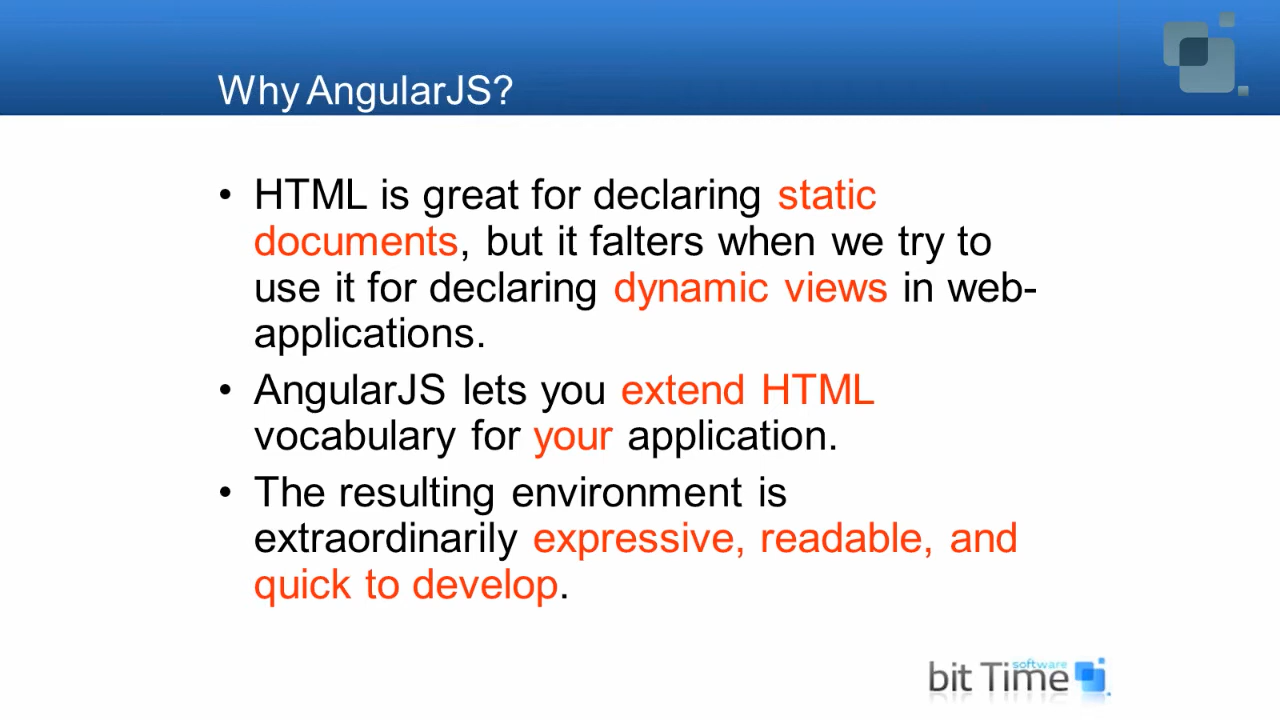 Why AngularJS?
• HTML is great for declaring static
documents, but it falters when we try to
use it for declaring dynamic views in web-
applications.
• AngularJS lets you extend HTML
vocabulary for your application.
• The resulting environment is
extraordinarily expressive, readable, and
quick to develop.
software
bit Time